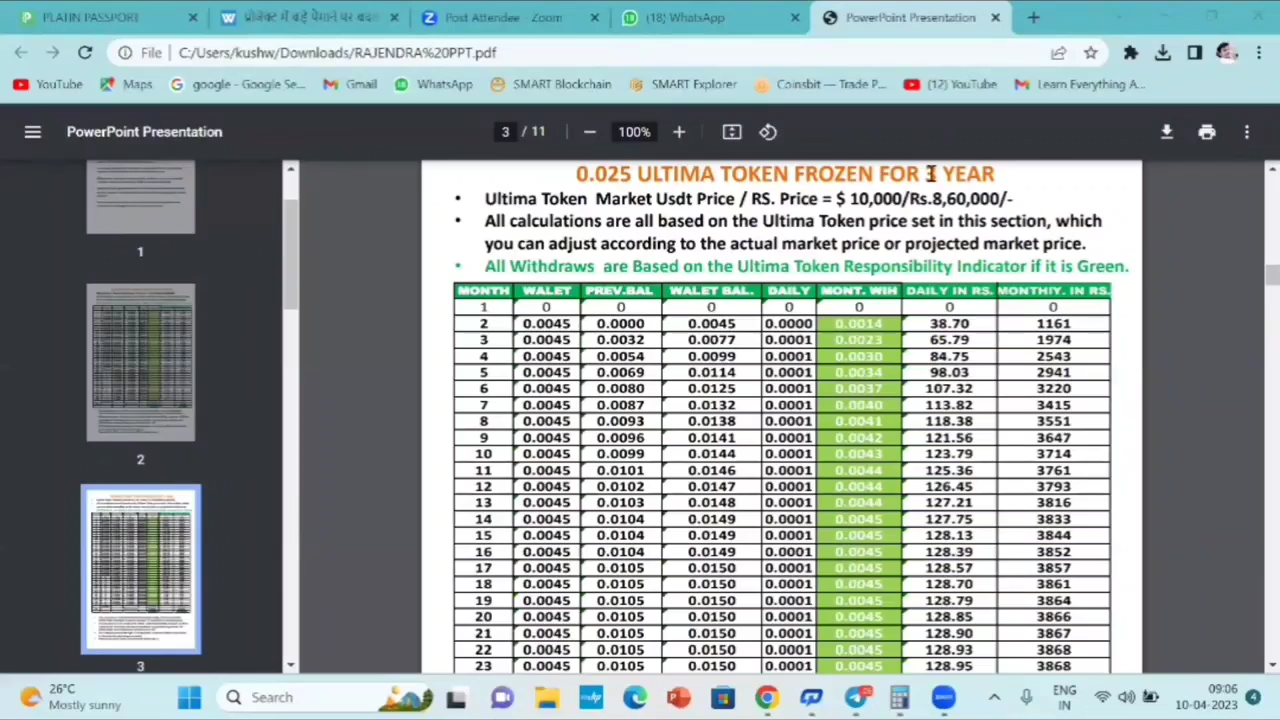 PLATIN PASSPORT
प्रोजेक्ट में बड़े पैमाने पर बदल
Post Attendee - Zoom
(18) WhatsApp
PowerPoint Presentation
File C:/Users/kushw/Downloads/RAJENDRA%20PPT.pdf
YouTube Maps google - Google Se... Gmail WhatsApp SMART Blockchain SMART Explorer Coinsbit — Trade P... (12) YouTube Learn Everything A...
PowerPoint Presentation 3 / 11 100%
1
2
3
0.025 ULTIMA TOKEN FROZEN FOR YEAR
• Ultima Token Market Usdt Price / RS. Price = $ 10,000/Rs.8,60,000/-
• All calculations are all based on the Ultima Token price set in this section, which
you can adjust according to the actual market price or projected market price.
• All Withdraws are Based on the Ultima Token Responsibility Indicator if it is Green.
MONTH WALET PREV.BAL WALET BAL. DAILY MONT. WIH DAILY IN RS. MONTHIY. IN RS.
1 0 0 0 0 0 0 0
2 0.0045 0.0000 0.0045 0.0000 0.0014 38.70 1161
3 0.0045 0.0032 0.0077 0.0001 0.0023 65.79 1974
4 0.0045 0.0054 0.0099 0.0001 0.0030 84.75 2543
5 0.0045 0.0069 0.0114 0.0001 0.0034 98.03 2941
6 0.0045 0.0080 0.0125 0.0001 0.0037 107.32 3220
7 0.0045 0.0087 0.0132 0.0001 0.0040 113.82 3415
8 0.0045 0.0093 0.0138 0.0001 0.0041 118.38 3551
9 0.0045 0.0096 0.0141 0.0001 0.0042 121.56 3647
10 0.0045 0.0099 0.0144 0.0001 0.0043 123.79 3714
11 0.0045 0.0101 0.0146 0.0001 0.0044 125.36 3761
12 0.0045 0.0102 0.0147 0.0001 0.0044 126.45 3793
13 0.0045 0.0103 0.0148 0.0001 0.0044 127.21 3816
14 0.0045 0.0104 0.0149 0.0001 0.0045 127.75 3833
15 0.0045 0.0104 0.0149 0.0001 0.0045 128.13 3844
16 0.0045 0.0104 0.0149 0.0001 0.0045 128.39 3852
17 0.0045 0.0105 0.0150 0.0001 0.0045 128.57 3857
18 0.0045 0.0105 0.0150 0.0001 0.0045 128.70 3861
19 0.0045 0.0105 0.0150 0.0001 0.0045 128.79 3864
20 0.0045 0.0105 0.0150 0.0001 0.0045 128.85 3866
21 0.0045 0.0105 0.0150 0.0001 0.0045 128.90 3867
22 0.0045 0.0105 0.0150 0.0001 0.0045 128.93 3868
23 0.0045 0.0105 0.0150 0.0001 0.0045 128.95 3868
26°C
Mostly sunny
Search
ENG
IN
09:06
10-04-2023
4